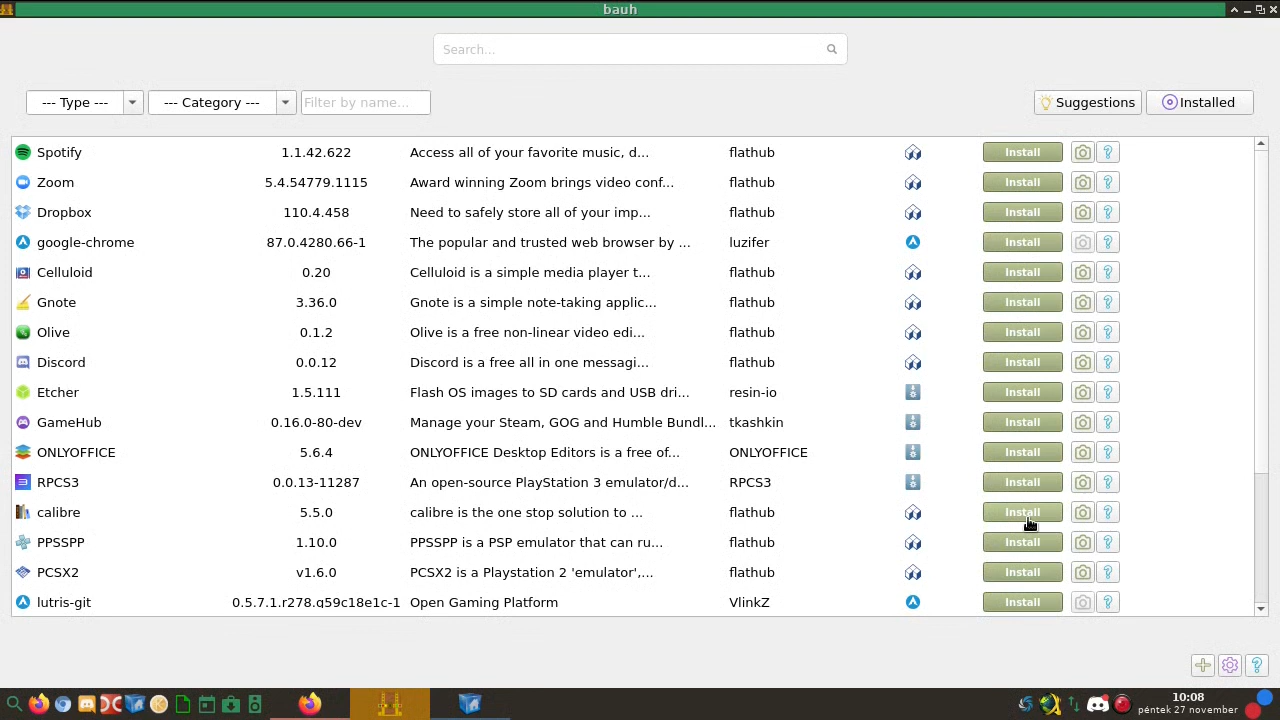 bauh
Search...
--- Type --- --- Category --- Filter by name... Suggestions Installed
Spotify 1.1.42.622 Access all of your favorite music, d... flathub Install
Zoom 5.4.54779.1115 Award winning Zoom brings video conf... flathub Install
Dropbox 110.4.458 Need to safely store all of your imp... flathub Install
google-chrome 87.0.4280.66-1 The popular and trusted web browser by ... luzifer Install
Celluloid 0.20 Celluloid is a simple media player t... flathub Install
Gnote 3.36.0 Gnote is a simple note-taking applic... flathub Install
Olive 0.1.2 Olive is a free non-linear video edi... flathub Install
Discord 0.0.12 Discord is a free all in one messagi... flathub Install
Etcher 1.5.111 Flash OS images to SD cards and USB dri... resin-io Install
GameHub 0.16.0-80-dev Manage your Steam, GOG and Humble Bundl... tkashkin Install
ONLYOFFICE 5.6.4 ONLYOFFICE Desktop Editors is a free of... ONLYOFFICE Install
RPCS3 0.0.13-11287 An open-source PlayStation 3 emulator/d... RPCS3 Install
calibre 5.5.0 calibre is the one stop solution to ... flathub Install
PPSSPP 1.10.0 PPSSPP is a PSP emulator that can ru... flathub Install
PCSX2 v1.6.0 PCSX2 is a Playstation 2 'emulator',... flathub Install
lutris-git 0.5.7.1.r278.g59c18e1c-1 Open Gaming Platform VlinkZ Install
10:08
péntek 27 november